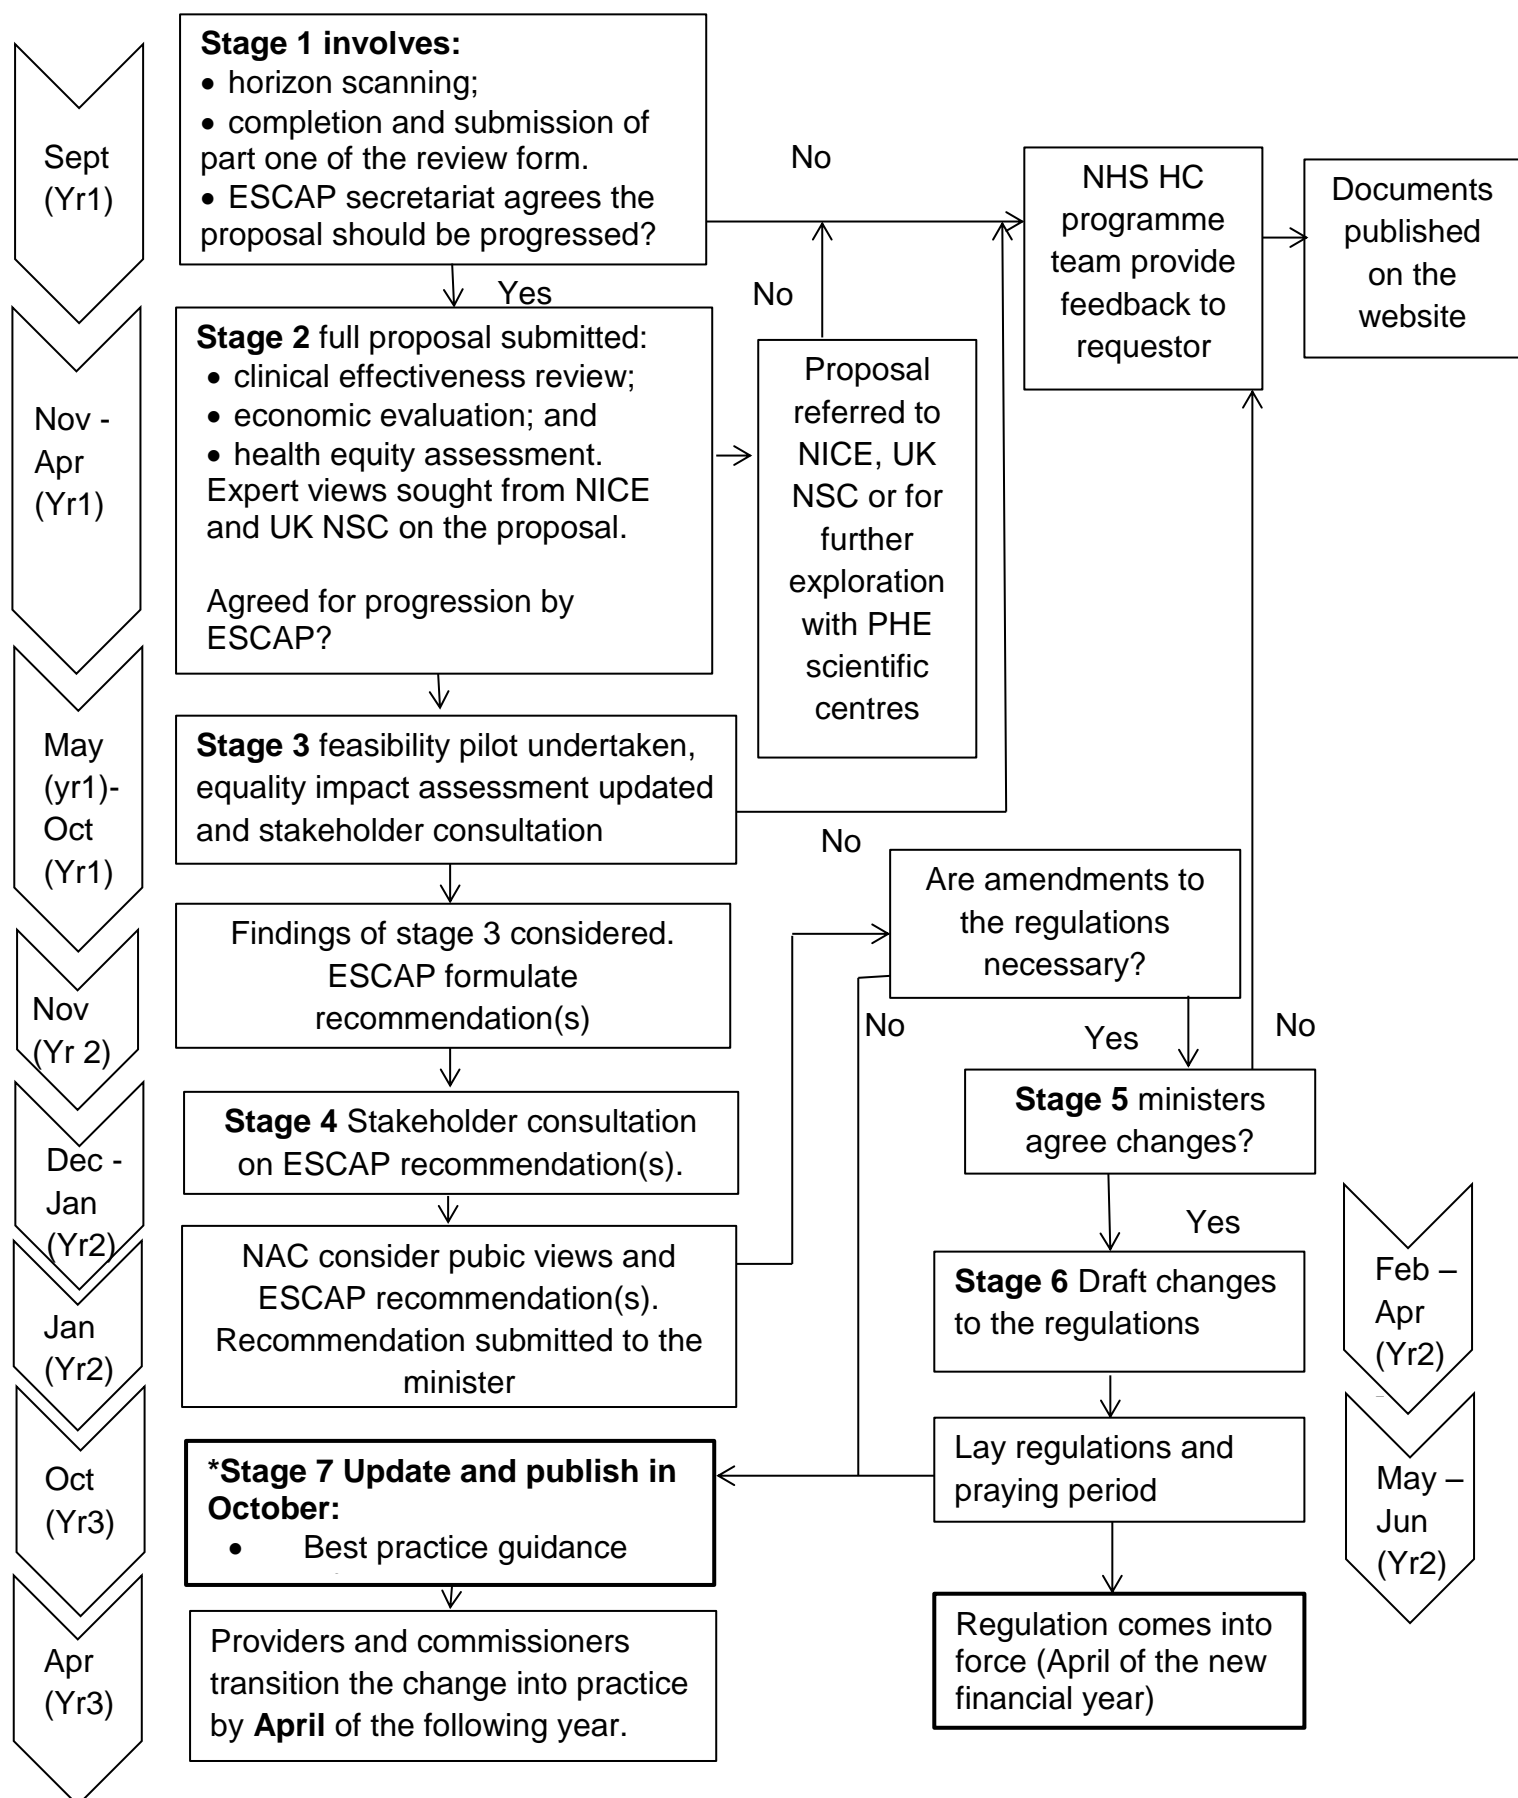 Sept
(Yr1)
Nov -
Apr
(Yr1)
May
(yr1)-
Oct
(Yr1)
Nov
(Yr 2)
Dec -
Jan
(Yr2)
Jan
(Yr2)
Oct
(Yr3)
Apr
(Yr3)
Stage 1 involves:
• horizon scanning;
• completion and submission of
part one of the review form.
• ESCAP secretariat agrees the
proposal should be progressed?
No
Yes
NHS HC
programme
team provide
feedback to
requestor
Documents
published
on the
website
Stage 2 full proposal submitted:
• clinical effectiveness review;
• economic evaluation; and
• health equity assessment.
Expert views sought from NICE
and UK NSC on the proposal.
Agreed for progression by
ESCAP?
No
Proposal
referred to
NICE, UK
NSC or for
further
exploration
with PHE
scientific
centres
Stage 3 feasibility pilot undertaken,
equality impact assessment updated
and stakeholder consultation
No
Findings of stage 3 considered.
ESCAP formulate
recommendation(s)
Are amendments to
the regulations
necessary?
No
Yes
No
Stage 4 Stakeholder consultation
on ESCAP recommendation(s).
Stage 5 ministers
agree changes?
Yes
NAC consider pubic views and
ESCAP recommendation(s).
Recommendation submitted to the
minister
Stage 6 Draft changes
to the regulations
Feb –
Apr
(Yr2)
*Stage 7 Update and publish in
October:
• Best practice guidance
Lay regulations and
praying period
May –
Jun
(Yr2)
Providers and commissioners
transition the change into practice
by April of the following year.
Regulation comes into
force (April of the new
financial year)